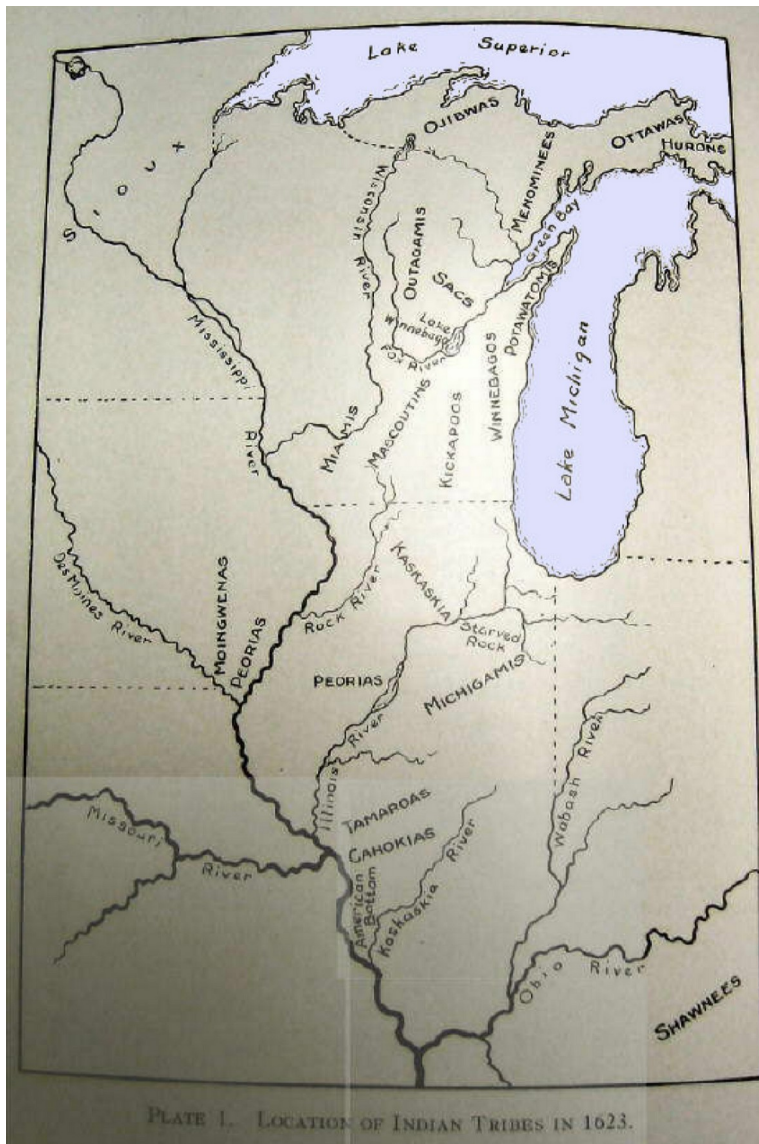 Lake Superior
OJIBWAS
OTTAWAS
HURONS
SIOUX
MENOMINEES
Wisconsin River
Green Bay
OUTAGAMIS
SACS
POTAWATOMIS
Lake
Winnebago
Fox River
Mississippi
River
WINNEBAGOS
Lake Michigan
MIAMIS
MASCOUTINS
KICKAPOOS
DesMoines River
MOINGWENAS
PEORIAS
Rock River
KASKASKIA
Starved
Rock
PEORIAS
MICHIGAMIS
Illinois River
Wabash River
TAMAROAS
CAHOKIAS
Missouri River
American
Bottom
Kaskaskia River
Ohio River
SHAWNEES
PLATE 1. LOCATION OF INDIAN TRIBES IN 1623.